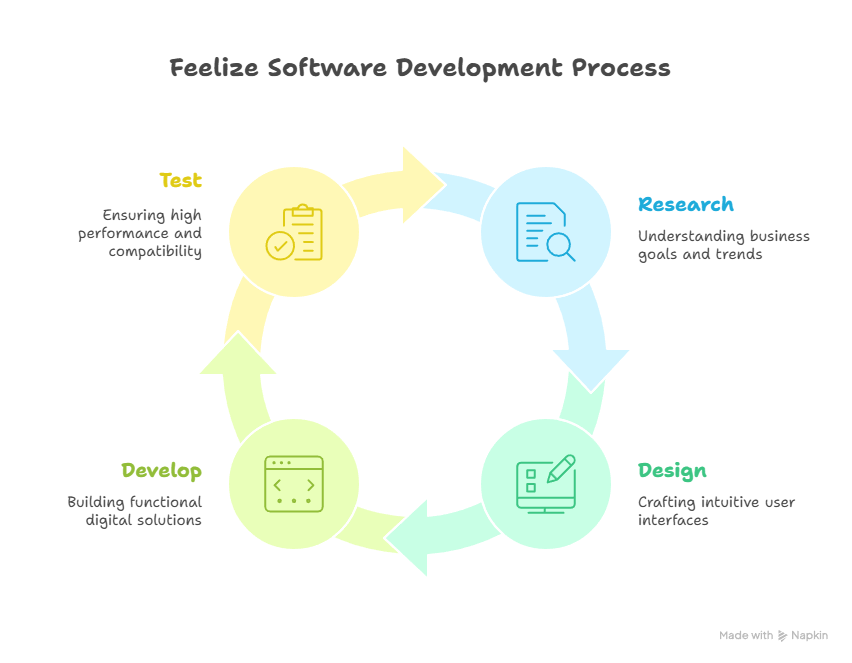 Feelize Software Development Process
Test
Ensuring high
performance and
compatibility
Research
Understanding business
goals and trends
Develop
Building functional
digital solutions
Design
Crafting intuitive user
interfaces
Made with Napkin